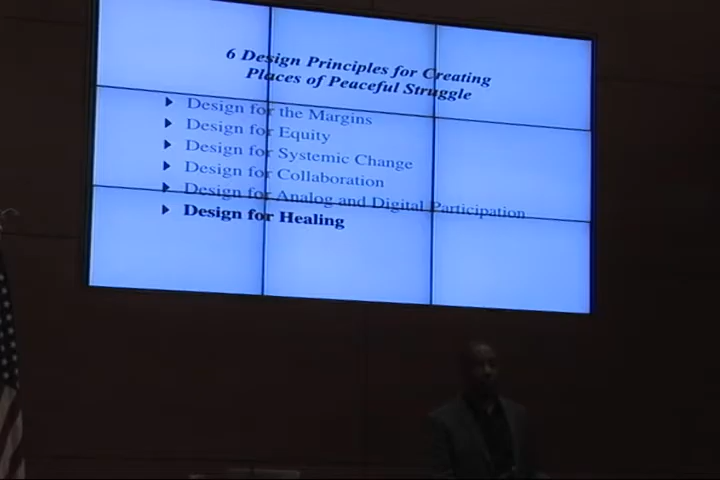 6 Design Principles for Creating
Places of Peaceful Struggle
Design for the Margins
Design for Equity
Design for Systemic Change
Design for Collaboration
Design for Analog and Digital Participation
Design for Healing